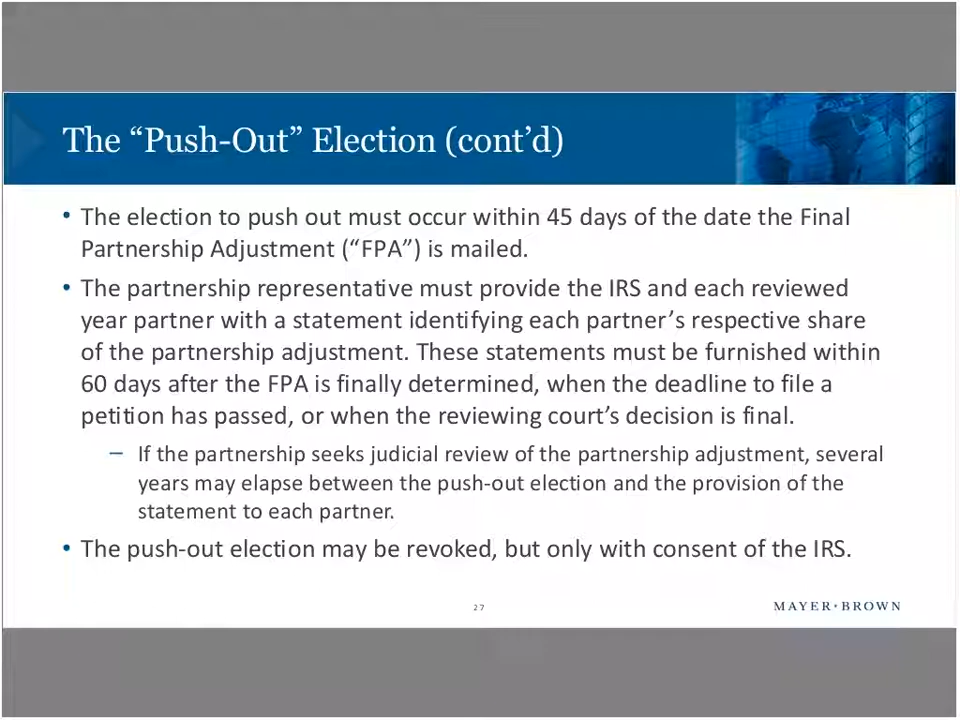 The “Push-Out” Election (cont’d)
• The election to push out must occur within 45 days of the date the Final
Partnership Adjustment (“FPA”) is mailed.
• The partnership representative must provide the IRS and each reviewed
year partner with a statement identifying each partner’s respective share
of the partnership adjustment. These statements must be furnished within
60 days after the FPA is finally determined, when the deadline to file a
petition has passed, or when the reviewing court’s decision is final.
– If the partnership seeks judicial review of the partnership adjustment, several
years may elapse between the push-out election and the provision of the
statement to each partner.
• The push-out election may be revoked, but only with consent of the IRS.
27
MAYER • BROWN